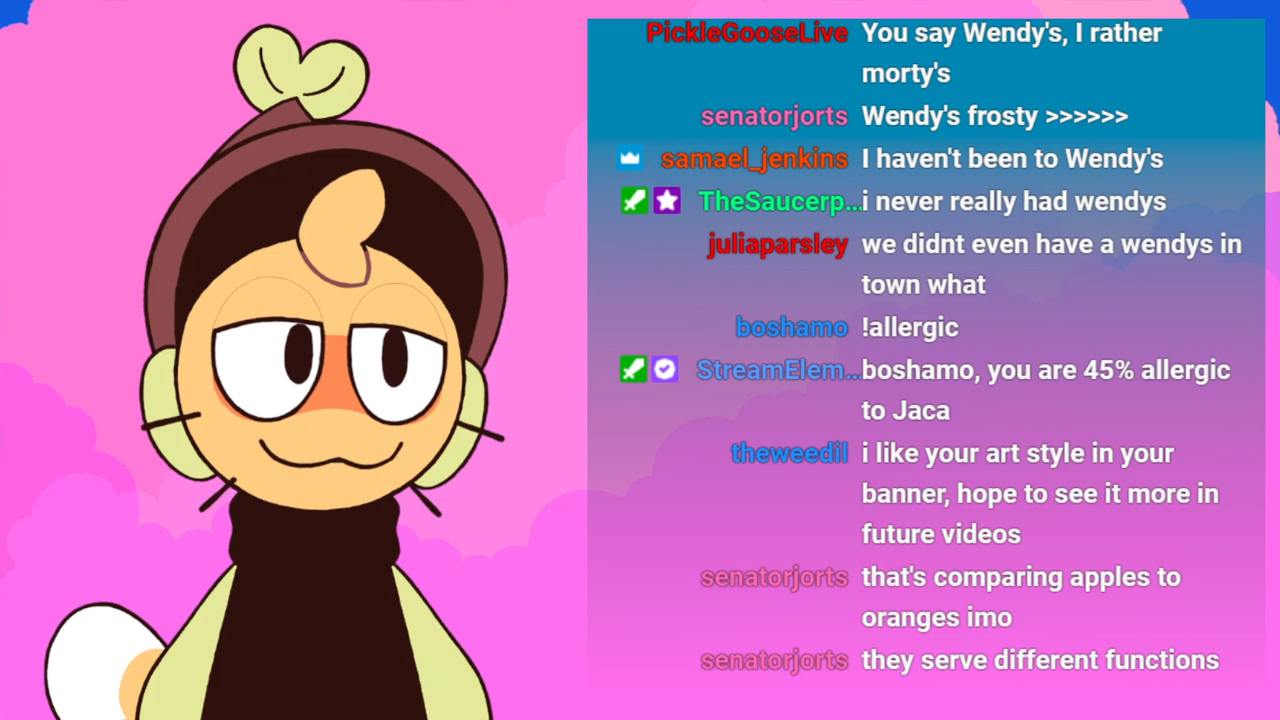 PickleGooseLive You say Wendy's, I rather
morty's
senatorjorts Wendy's frosty >>>>>>
samael_jenkins I haven't been to Wendy's
TheSaucerp... i never really had wendys
juliaparsley we didnt even have a wendys in
town what
boshamo !allergic
StreamElem... boshamo, you are 45% allergic
to Jaca
theweedil i like your art style in your
banner, hope to see it more in
future videos
senatorjorts that's comparing apples to
oranges imo
senatorjorts they serve different functions